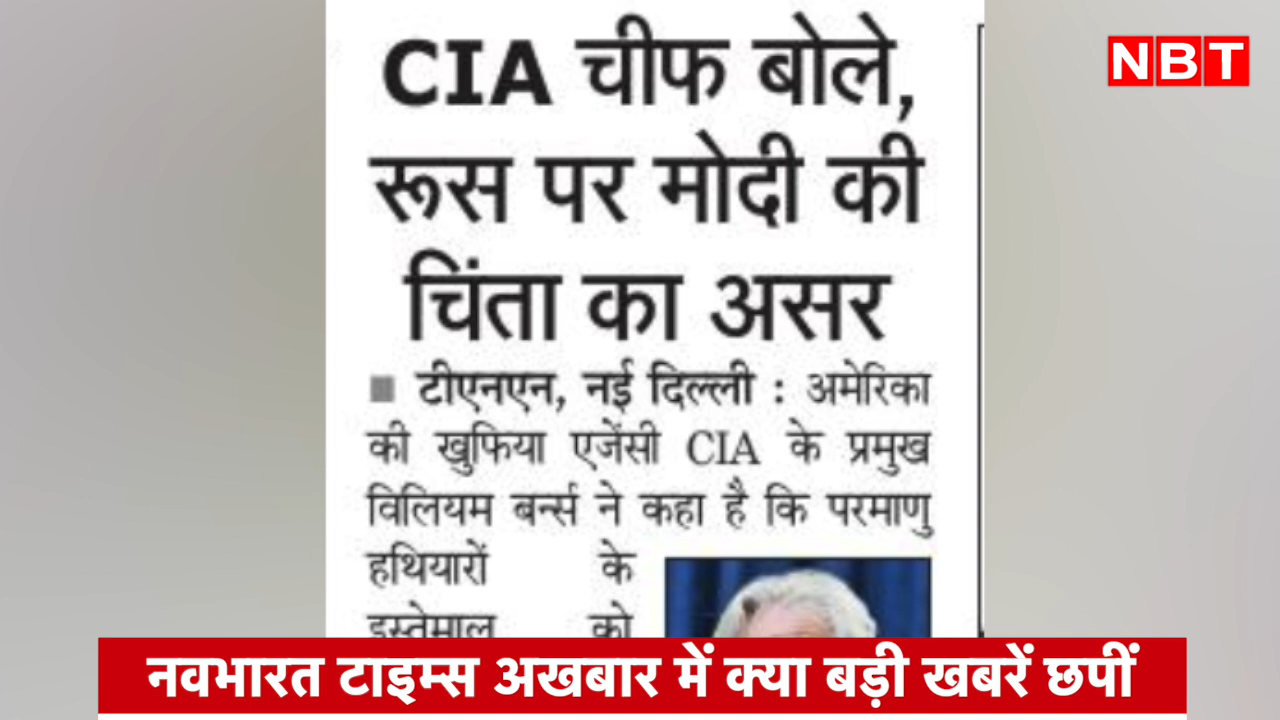 CIA चीफ बोले,
रूस पर मोदी की
चिंता का असर
NBT
■ टीएनएन, नई दिल्ली : अमेरिका
की खुफिया एजेंसी CIA के प्रमुख
विलियम बर्न्स ने कहा है कि परमाणु
हथियारों के
इस्तेमाल को
नवभारत टाइम्स अखबार में क्या बड़ी खबरें छपीं